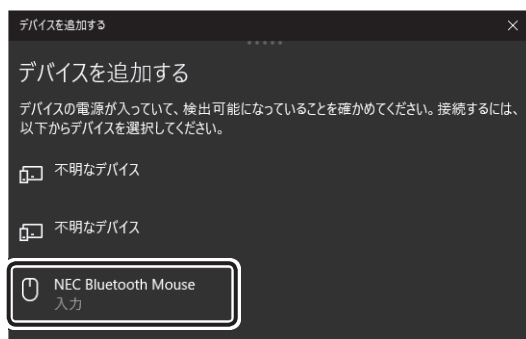 デバイスを追加する
デバイスを追加する
デバイスの電源が入っていて、検出可能になっていることを確かめてください。接続するには、
以下からデバイスを選択してください。
不明なデバイス
不明なデバイス
NEC Bluetooth Mouse
入力